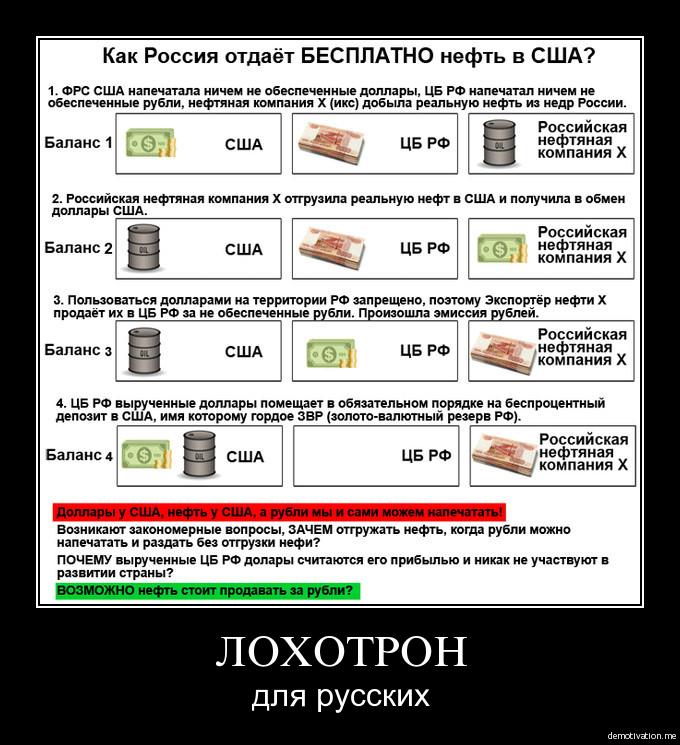 Как Россия отдаёт БЕСПЛАТНО нефть в США?
1. ФРС США напечатала ничем не обеспеченные доллары, ЦБ РФ напечатал ничем не
обеспеченные рубли, нефтяная компания Х (икс) добыла реальную нефть из недр России.
Баланс 1
США
ЦБ РФ
OIL
Российская
нефтяная
компания Х
2. Российская нефтяная компания Х отгрузила реальную нефт в США и получила в обмен
доллары США.
Баланс 2
OIL
США
ЦБ РФ
Российская
нефтяная
компания Х
3. Пользоваться долларами на территории РФ запрещено, поэтому Экспортёр нефти Х
продаёт их в ЦБ РФ за не обеспеченные рубли. Произошла эмиссия рублей.
Баланс 3
OIL
США
ЦБ РФ
Российская
нефтяная
компания Х
4. ЦБ РФ вырученные доллары помещает в обязательном порядке на беспроцентный
депозит в США, имя которому гордое ЗВР (золото-валютный резерв РФ).
Баланс 4
OIL
США
ЦБ РФ
Российская
нефтяная
компания Х
Доллары у США, нефть у США, а рубли мы и сами можем напечатать!
Возникают закономерные вопросы, ЗАЧЕМ отгружать нефть, когда рубли можно
напечатать и раздать без отгрузки нефи?
ПОЧЕМУ вырученные ЦБ РФ долары считаются его прибылью и никак не участвуют в
развитии страны?
ВОЗМОЖНО нефть стоит продавать за рубли?
ЛОХОТРОН
для русских
demotivation.me